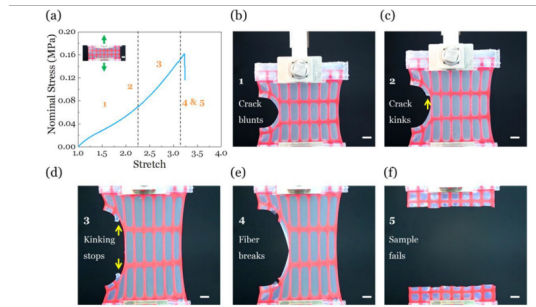 (a)
Nominal Stress (MPa)
0.20
0.16
0.12
0.08
0.04
0.00
1
2
3
4 & 5
1.0 1.5 2.0 2.5 3.0 3.5 4.0
Stretch
(b)
1
Crack
blunts
(c)
2
Crack
kinks
(d)
3
Kinking
stops
(e)
4
Fiber
breaks
(f)
5
Sample
fails